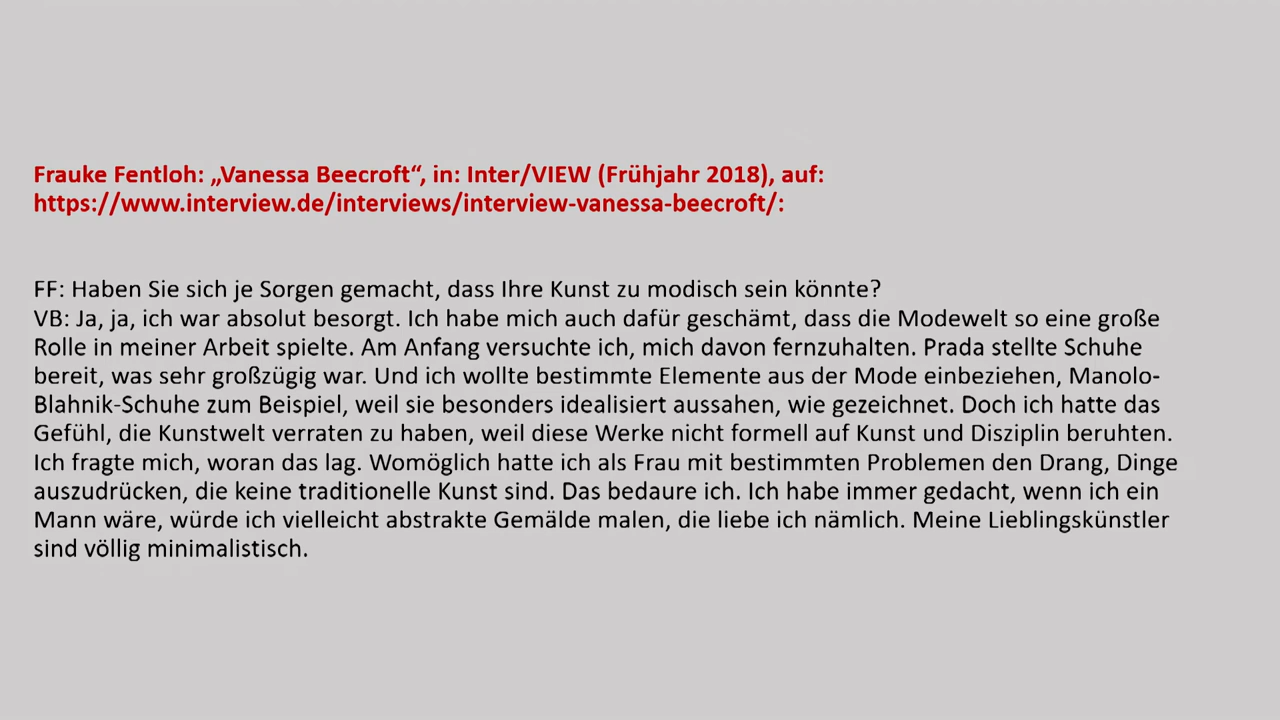 Frauke Fentloh: „Vanessa Beecroft“, in: Inter/VIEW (Frühjahr 2018), auf:
https://www.interview.de/interviews/interview-vanessa-beecroft/:
FF: Haben Sie sich je Sorgen gemacht, dass Ihre Kunst zu modisch sein könnte?
VB: Ja, ja, ich war absolut besorgt. Ich habe mich auch dafür geschämt, dass die Modewelt so eine große
Rolle in meiner Arbeit spielte. Am Anfang versuchte ich, mich davon fernzuhalten. Prada stellte Schuhe
bereit, was sehr großzügig war. Und ich wollte bestimmte Elemente aus der Mode einbeziehen, Manolo-
Blahnik-Schuhe zum Beispiel, weil sie besonders idealisiert aussahen, wie gezeichnet. Doch ich hatte das
Gefühl, die Kunstwelt verraten zu haben, weil diese Werke nicht formell auf Kunst und Disziplin beruhten.
Ich fragte mich, woran das lag. Womöglich hatte ich als Frau mit bestimmten Problemen den Drang, Dinge
auszudrücken, die keine traditionelle Kunst sind. Das bedaure ich. Ich habe immer gedacht, wenn ich ein
Mann wäre, würde ich vielleicht abstrakte Gemälde malen, die liebe ich nämlich. Meine Lieblingskünstler
sind völlig minimalistisch.